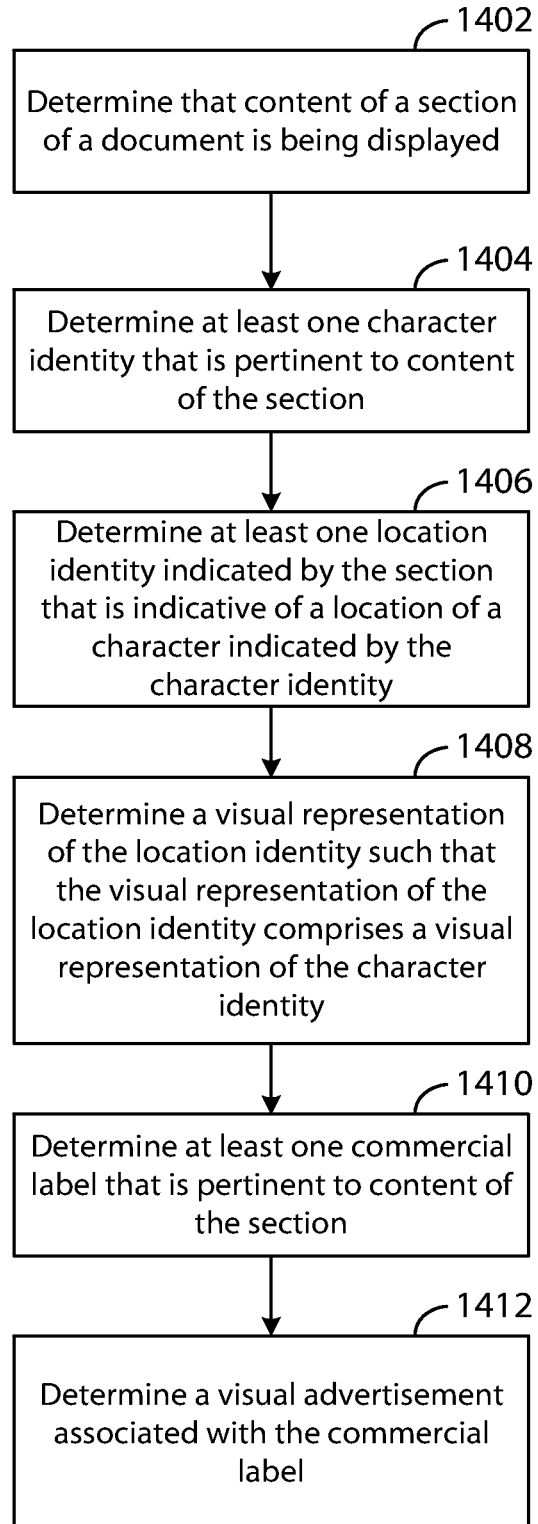 1402
Determine that content of a section
of a document is being displayed
1404
Determine at least one character
identity that is pertinent to content
of the section
1406
Determine at least one location
identity indicated by the section
that is indicative of a location of a
character indicated by the
character identity
1408
Determine a visual representation
of the location identity such that
the visual representation of the
location identity comprises a visual
representation of the character
identity
1410
Determine at least one commercial
label that is pertinent to content of
the section
1412
Determine a visual advertisement
associated with the commercial
label